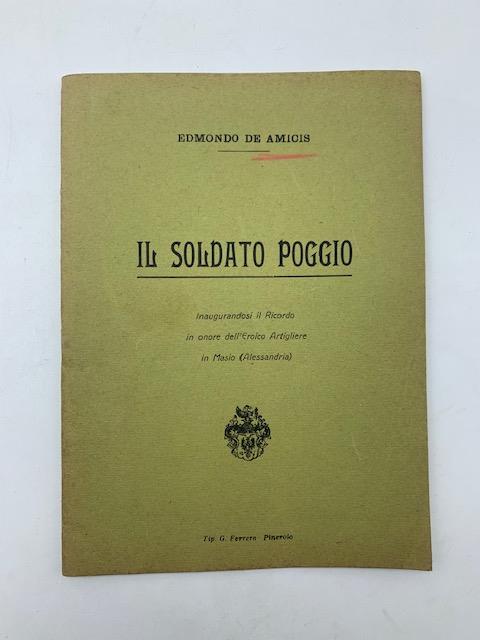 EDMONDO DE AMICIS
IL SOLDATO POGGIO
Inaugurandosi il Ricordo
in onore dell'Eroico Artigliere
in Masio (Alessandria)
Tip. G. Ferrero Pinerolo